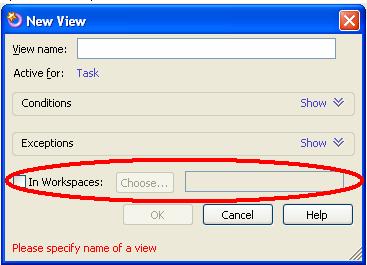 New View
View name:
Active for: Task
Conditions Show
Exceptions Show
In Workspaces: Choose...
OK Cancel Help
Please specify name of a view